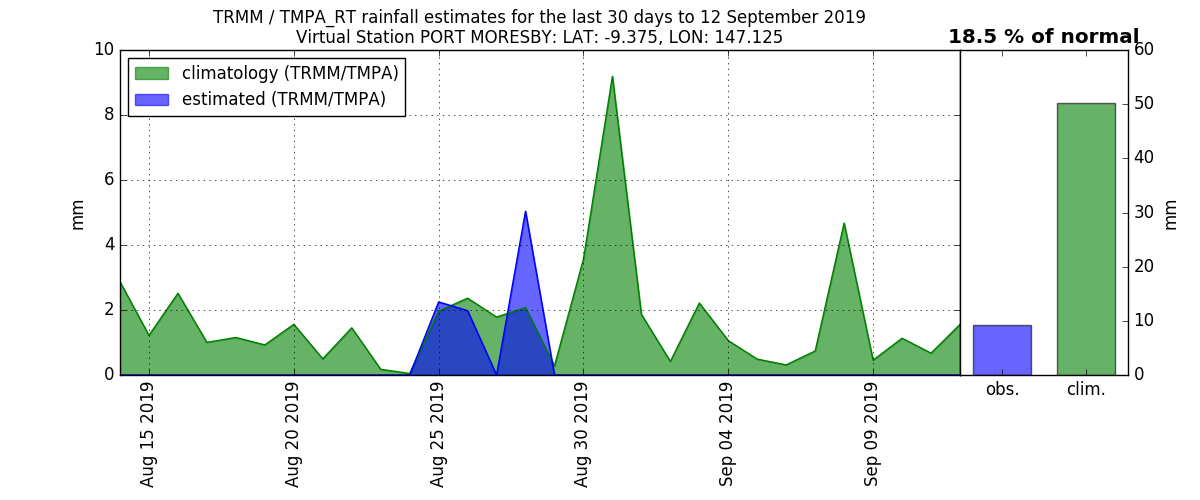 TRMM / TMPA_RT rainfall estimates for the last 30 days to 12 September 2019
Virtual Station PORT MORESBY: LAT: -9.375, LON: 147.125
18.5 % of normal
climatology (TRMM/TMPA)
estimated (TRMM/TMPA)
10
8
6
4
2
0
mm
Aug 15 2019
Aug 20 2019
Aug 25 2019
Aug 30 2019
Sep 04 2019
Sep 09 2019
60
50
40
30
20
10
0
mm
obs.
clim.